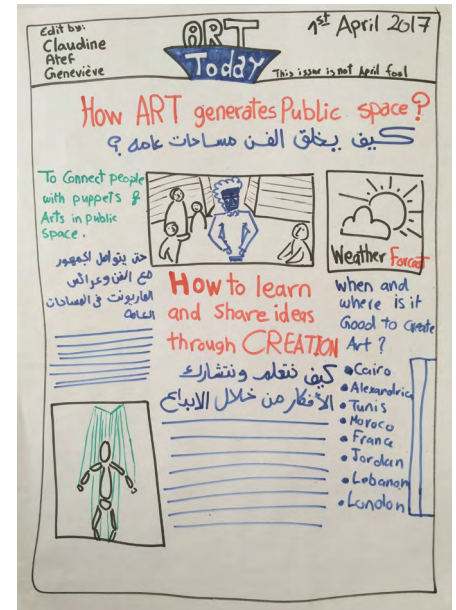 Edit by:
Claudine
Atef
Geneviève
ART
Today
1st April 2017
This issue is not April fool
How ART generates Public space?
كيف يخلق الفن مساحات عامه ؟
To Connect people
with puppets &
Arts in public
space.
حتى يتواصل الجمهور
مع الفن وعرائس
الماريونت في المساحات
العامه
How to learn
and share ideas
through CREATION
كيف نتعلم ونتشارك
الأفكار من خلال الابداع
Weather Forcast
when and
where is it
Good to Create
Art ?
Cairo
Alexandria
Tunis
Moroco
France
Jordan
Lebanon
London